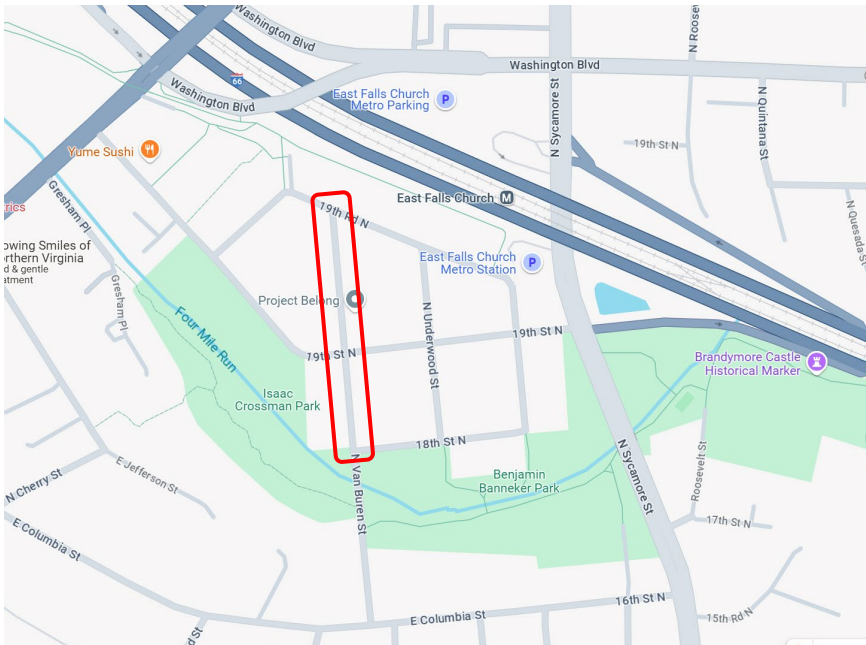 Washington Blvd
Washington Blvd
Washington Blvd
N Roosev
66
East Falls Church
Metro Parking
P
N Sycamore St
N Quintana St
19th St N
Yume Sushi
Gresham Pl
rics
East Falls Church
M
19th Rd N
N Quesada St
owing Smiles of
rthern Virginia
d & gentle
atment
East Falls Church
Metro Station
P
Gresham Pl
Project Belong
N Underwood St
Four Mile Run
19th St N
19th St N
Brandymore Castle
Historical Marker
Isaac
Crossman Park
18th St N
N Van Buren St
N Sycamore St
Roosevelt St
E Jefferson St
Benjamin
Banneker Park
N Cherry St
17th St N
E Columbia St
16th St N
E Columbia St
15th Rd N
d St